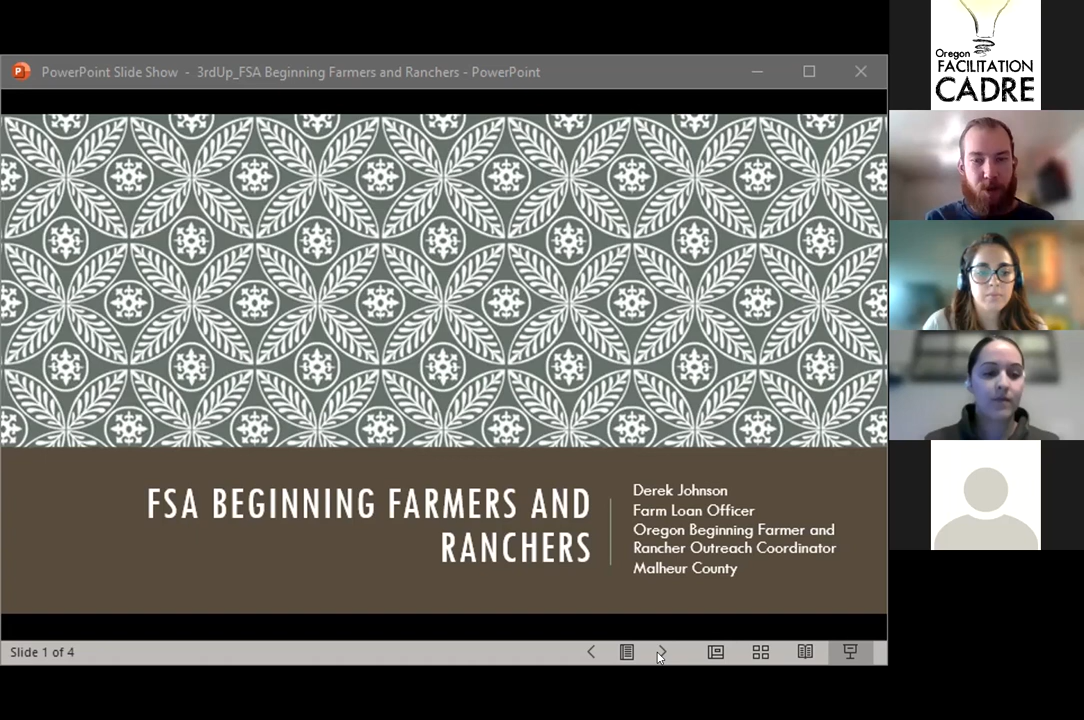 PowerPoint Slide Show - 3rdUp_FSA Beginning Farmers and Ranchers - PowerPoint
Oregon
FACILITATION
CADRE
FSA BEGINNING FARMERS AND
RANCHERS
Derek Johnson
Farm Loan Officer
Oregon Beginning Farmer and
Rancher Outreach Coordinator
Malheur County
Slide 1 of 4